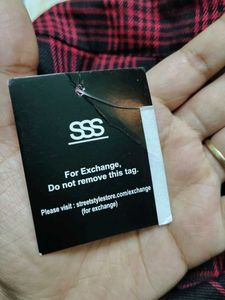 SSS
For Exchange,
Do not remove this tag.
Please visit : streetstylestore.com/exchange
(for exchange)